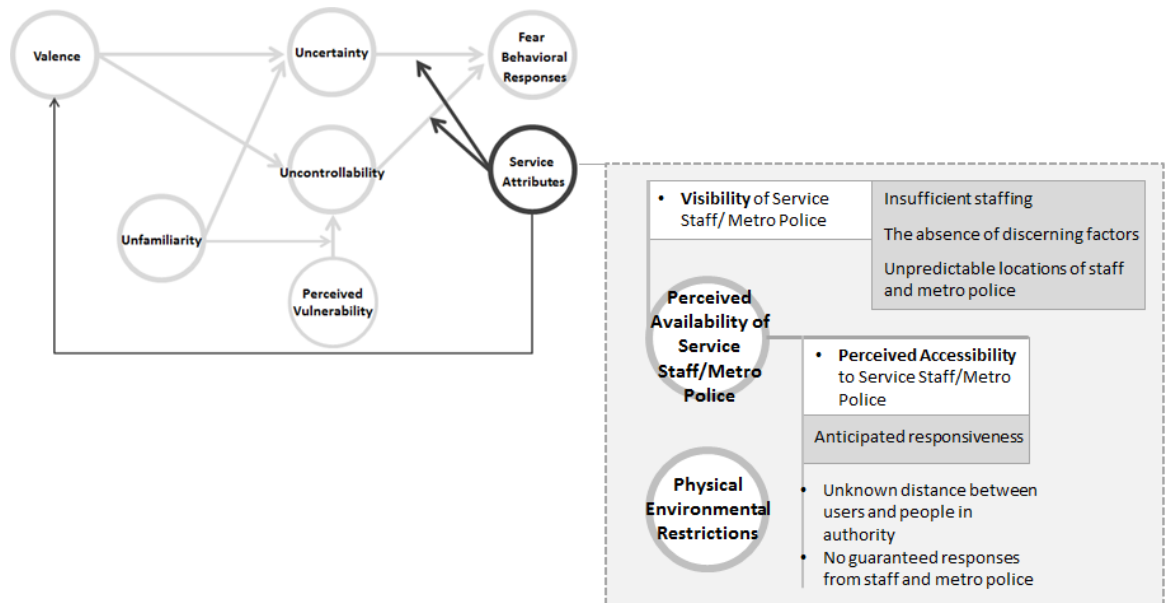 Valence
Uncertainty
Fear
Behavioral
Responses
Uncontrollability
Service
Attributes
Unfamiliarity
Perceived
Vulnerability
• Visibility of Service
Staff/ Metro Police
Insufficient staffing
The absence of discerning factors
Unpredictable locations of staff
and metro police
Perceived
Availability of
Service
Staff/Metro
Police
• Perceived Accessibility
to Service Staff/Metro
Police
Anticipated responsiveness
Physical
Environmental
Restrictions
• Unknown distance between
users and people in
authority
• No guaranteed responses
from staff and metro police